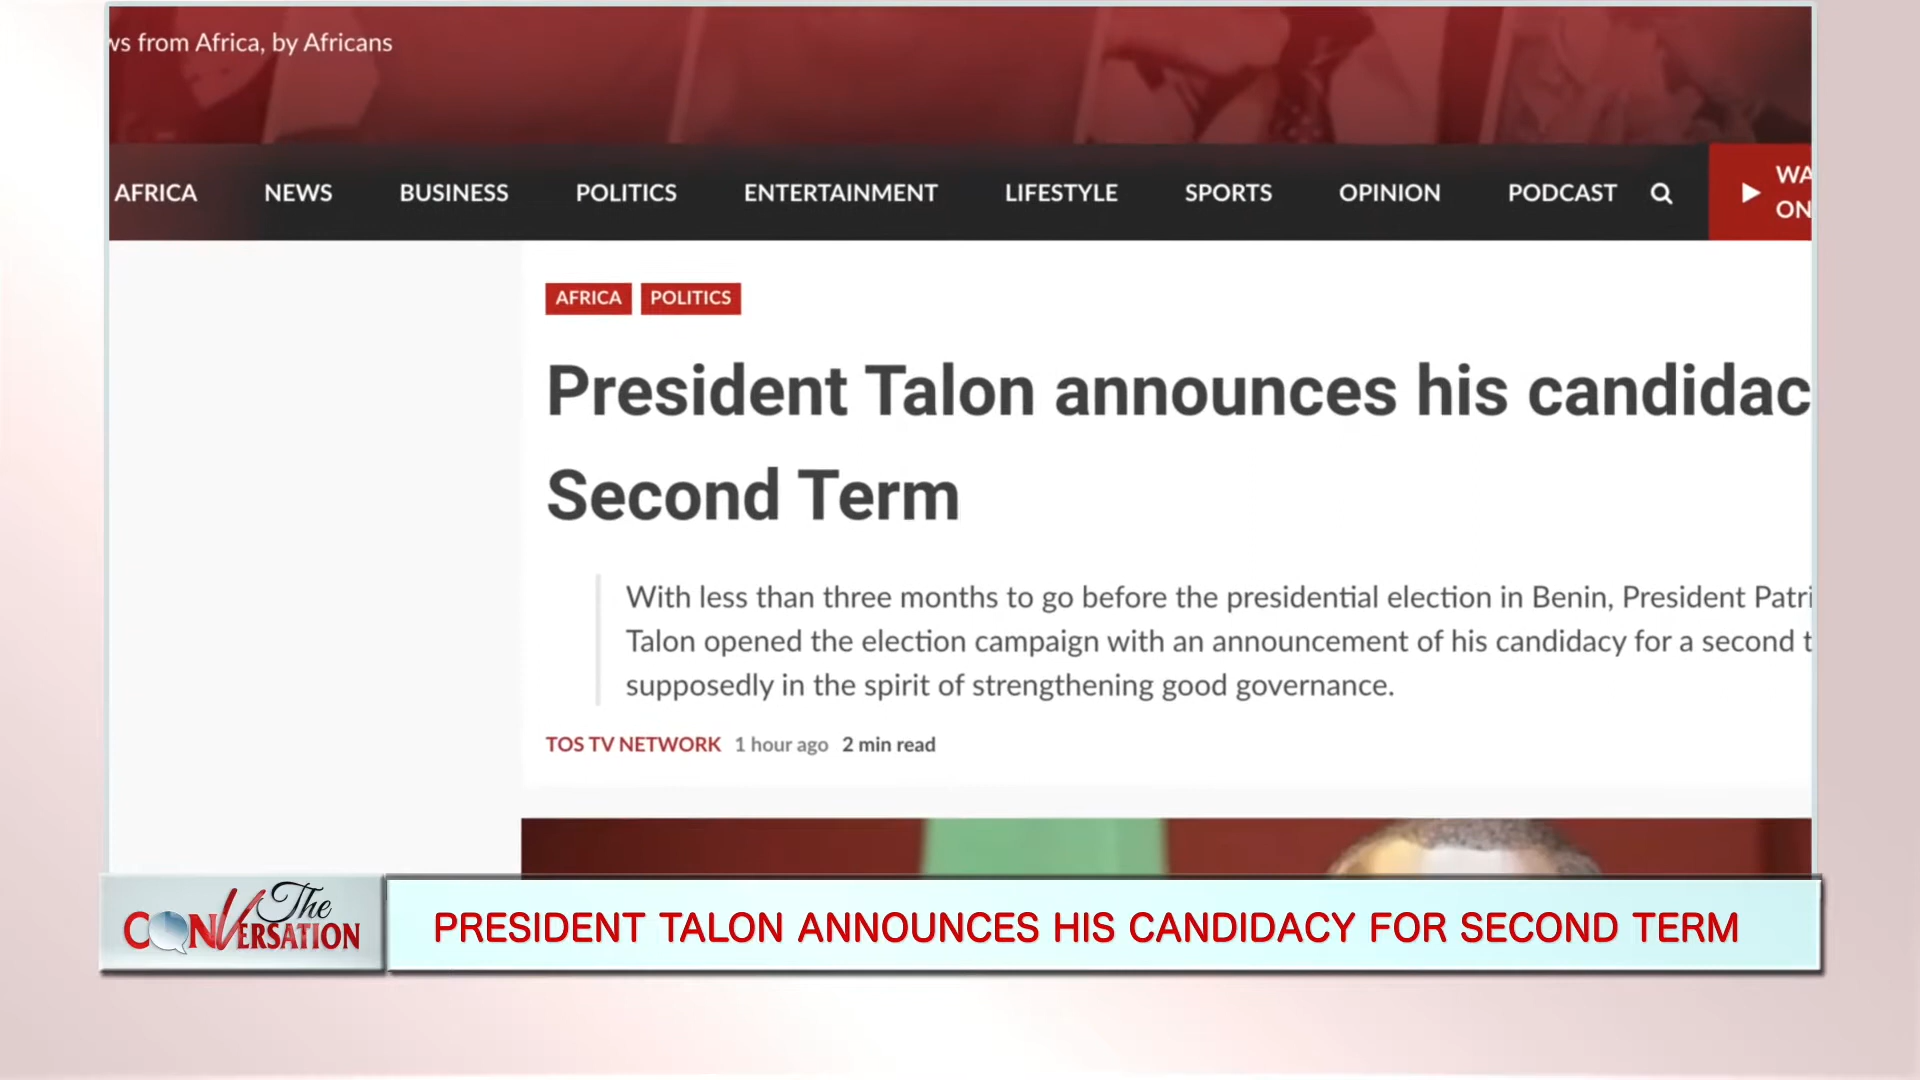 from Africa, by Africans
AFRICA NEWS BUSINESS POLITICS ENTERTAINMENT LIFESTYLE SPORTS OPINION PODCAST
AFRICA POLITICS
President Talon announces his
Second Term
With less than three months to go before the presidential election in Benin, President
Talon opened the election campaign with an announcement of his candidacy for a second
supposedly in the spirit of strengthening good governance.
TOS TV NETWORK 1 hour ago 2 min read
The
CONVERSATION
PRESIDENT TALON ANNOUNCES HIS CANDIDACY FOR SECOND TERM